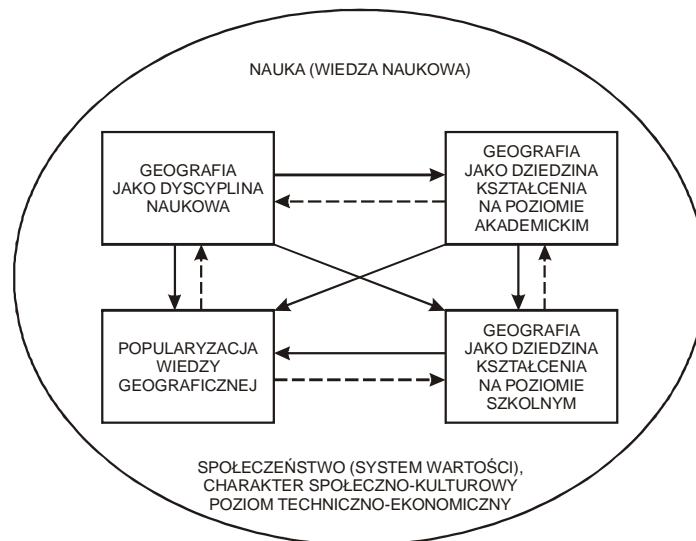 NAUKA (WIEDZA NAUKOWA)
GEOGRAFIA
JAKO DYSCYPLINA
NAUKOWA
GEOGRAFIA
JAKO DZIEDZINA
KSZTAŁCENIA
NA POZIOMIE
AKADEMICKIM
POPULARYZACJA
WIEDZY
GEOGRAFICZNEJ
GEOGRAFIA
JAKO DZIEDZINA
KSZTAŁCENIA
NA POZIOMIE
SZKOLNYM
SPOŁECZEŃSTWO (SYSTEM WARTOŚCI),
CHARAKTER SPOŁECZNO-KULTUROWY
POZIOM TECHNICZNO-EKONOMICZNY